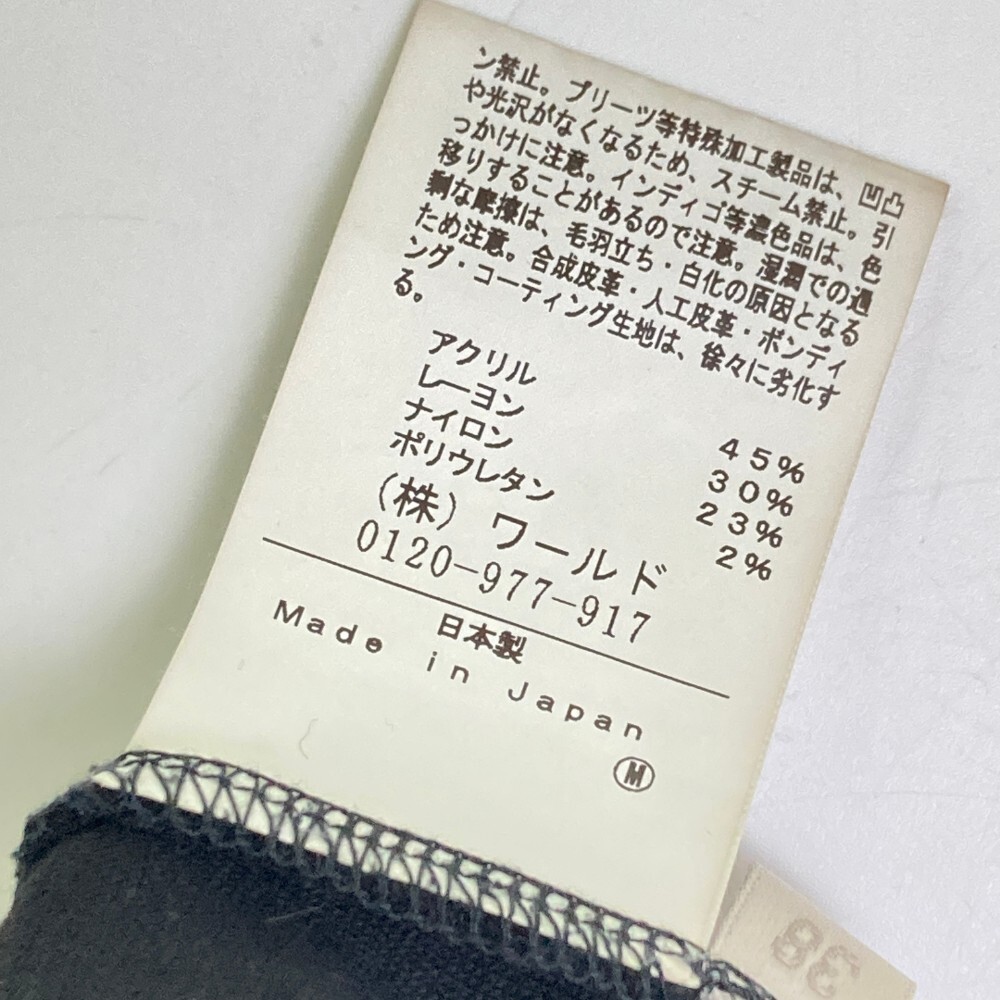 ン禁止。プリーツ等特殊加工製品は、凹凸
や光沢がなくなるため、スチーム禁止。引
っかけに注意。インディゴ等濃色品は、色
移りすることがあるので注意。湿潤での過
剰な摩擦は、毛羽立ち・白化の原因となる
ため注意。合成皮革・人工皮革・ボンディ
ング・コーティング生地は、徐々に劣化す
る。
アクリル 45%
レーヨン 30%
ナイロン 23%
ポリウレタン 2%
(株) ワールド
0120-977-917
日本製
Made in Japan
M
38